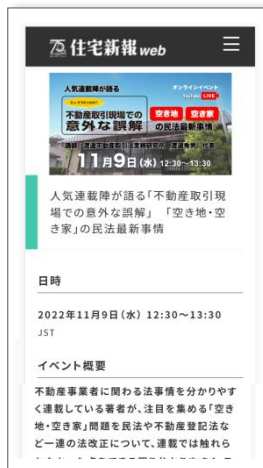 75 住宅新報web
人気連載陣が語る
オンラインイベント
YouTube LIVE
不動産取引現場での
意外な誤解
空き地 空き家
の民法最新事情
11月9日(水) 12:30~13:30
人気連載陣が語る「不動産取引現
場での意外な誤解」 「空き地・空
き家」の民法最新事情
日時
2022年11月9日(水) 12:30~13:30
JST
イベント概要
不動産事業者に関わる法事情を分かりやす
く連載している著者が、注目を集める「空き
地・空き家」問題を民法や不動産登記法な
ど一連の法改正について、連載では触れら